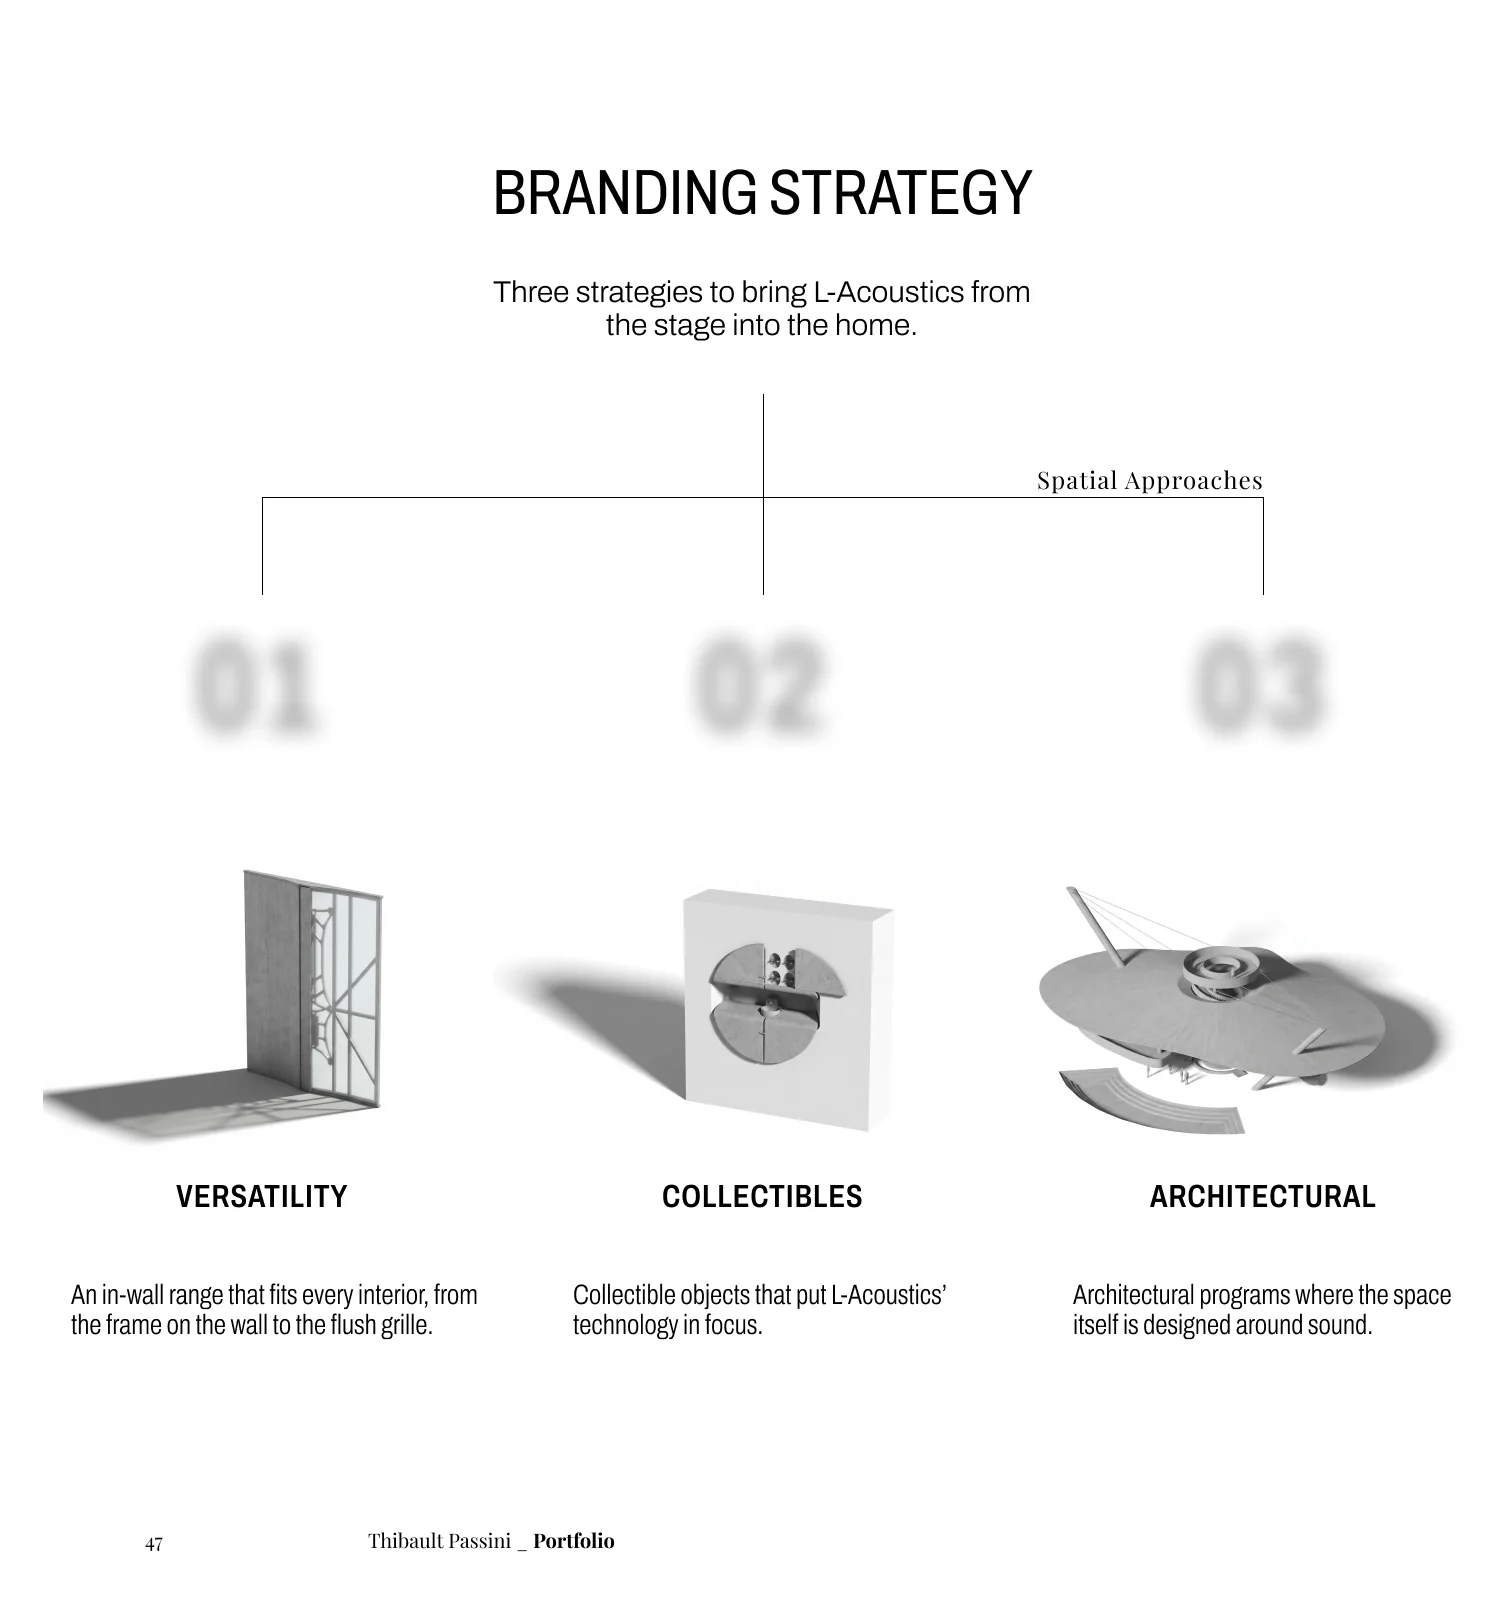 BRANDING STRATEGY
Three strategies to bring L-Acoustics from
the stage into the home.
Spatial Approaches
01
02
03
VERSATILITY
An in-wall range that fits every interior, from
the frame on the wall to the flush grille.
COLLECTIBLES
Collectible objects that put L-Acoustics’
technology in focus.
ARCHITECTURAL
Architectural programs where the space
itself is designed around sound.
47
Thibault Passini _ Portfolio